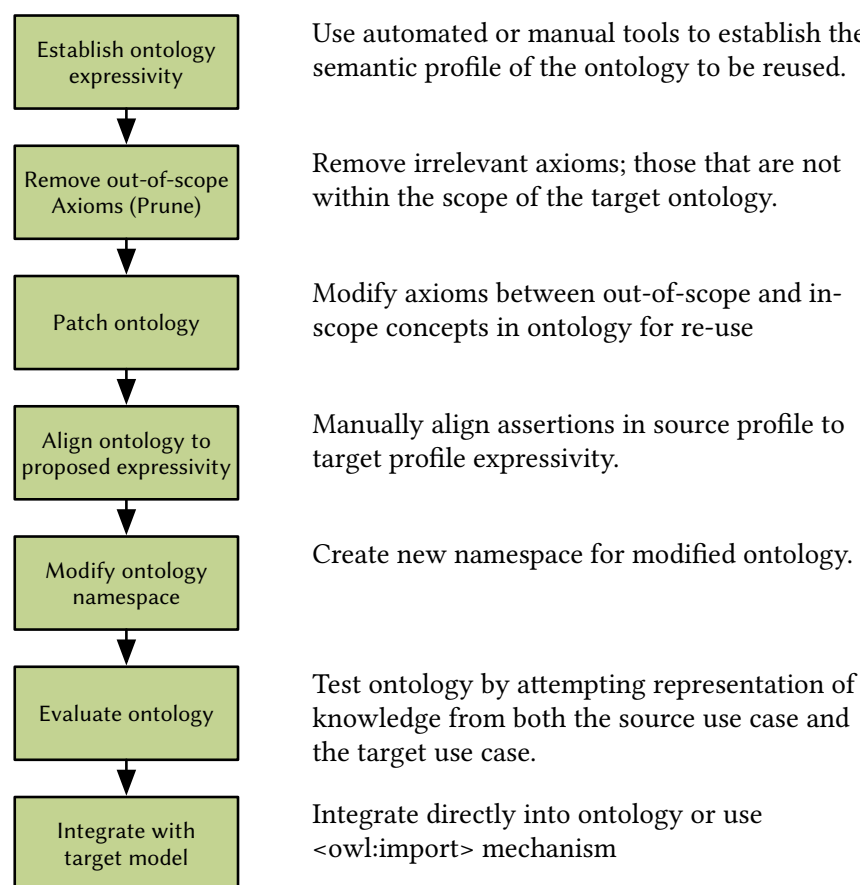 Establish ontology
expressivity
Use automated or manual tools to establish the
semantic profile of the ontology to be reused.
Remove out-of-scope
Axioms (Prune)
Remove irrelevant axioms; those that are not
within the scope of the target ontology.
Patch ontology
Modify axioms between out-of-scope and in-
scope concepts in ontology for re-use
Align ontology to
proposed expressivity
Manually align assertions in source profile to
target profile expressivity.
Modify ontology
namespace
Create new namespace for modified ontology.
Evaluate ontology
Test ontology by attempting representation of
knowledge from both the source use case and
the target use case.
Integrate with
target model
Integrate directly into ontology or use
<owl:import> mechanism